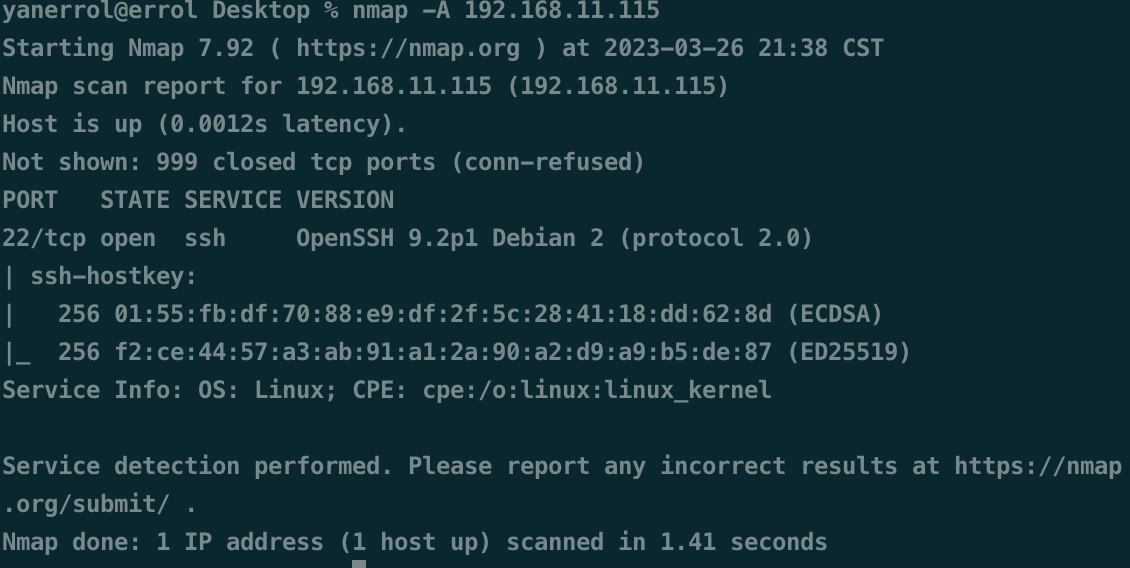 yanerrol@errol Desktop % nmap -A 192.168.11.115
Starting Nmap 7.92 ( https://nmap.org ) at 2023-03-26 21:38 CST
Nmap scan report for 192.168.11.115 (192.168.11.115)
Host is up (0.0012s latency).
Not shown: 999 closed tcp ports (conn-refused)
PORT   STATE SERVICE VERSION
22/tcp open  ssh     OpenSSH 9.2p1 Debian 2 (protocol 2.0)
| ssh-hostkey:
|   256 01:55:fb:df:70:88:e9:df:2f:5c:28:41:18:dd:62:8d (ECDSA)
|_  256 f2:ce:44:57:a3:ab:91:a1:2a:90:a2:d9:a9:b5:de:87 (ED25519)
Service Info: OS: Linux; CPE: cpe:/o:linux:linux_kernel

Service detection performed. Please report any incorrect results at https://nmap
.org/submit/ .
Nmap done: 1 IP address (1 host up) scanned in 1.41 seconds